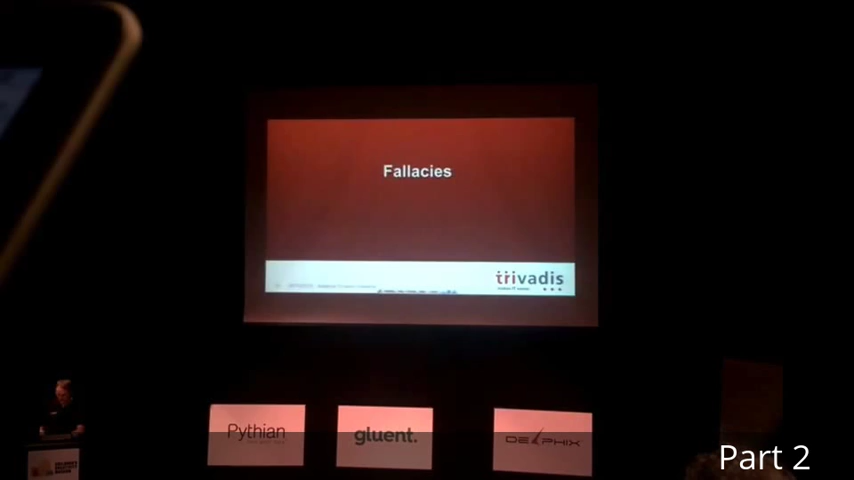 Fallacies
trivadis
Pythian
gluent.
DELPHIX
Part 2